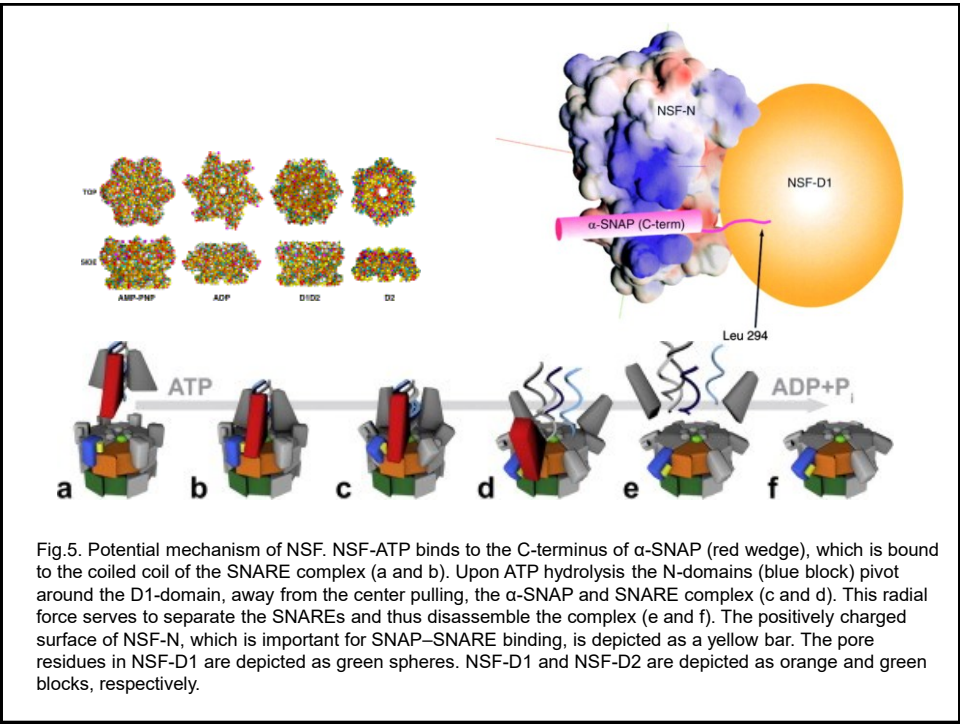 NSF-N
NSF-D1
α-SNAP (C-term)
Leu 294
TOP
SIDE
AMP-PNP ADP D1D2 D2
ATP ADP+Pi
a b c d e f
Fig.5. Potential mechanism of NSF. NSF-ATP binds to the C-terminus of α-SNAP (red wedge), which is bound
to the coiled coil of the SNARE complex (a and b). Upon ATP hydrolysis the N-domains (blue block) pivot
around the D1-domain, away from the center pulling, the α-SNAP and SNARE complex (c and d). This radial
force serves to separate the SNAREs and thus disassemble the complex (e and f). The positively charged
surface of NSF-N, which is important for SNAP–SNARE binding, is depicted as a yellow bar. The pore
residues in NSF-D1 are depicted as green spheres. NSF-D1 and NSF-D2 are depicted as orange and green
blocks, respectively.